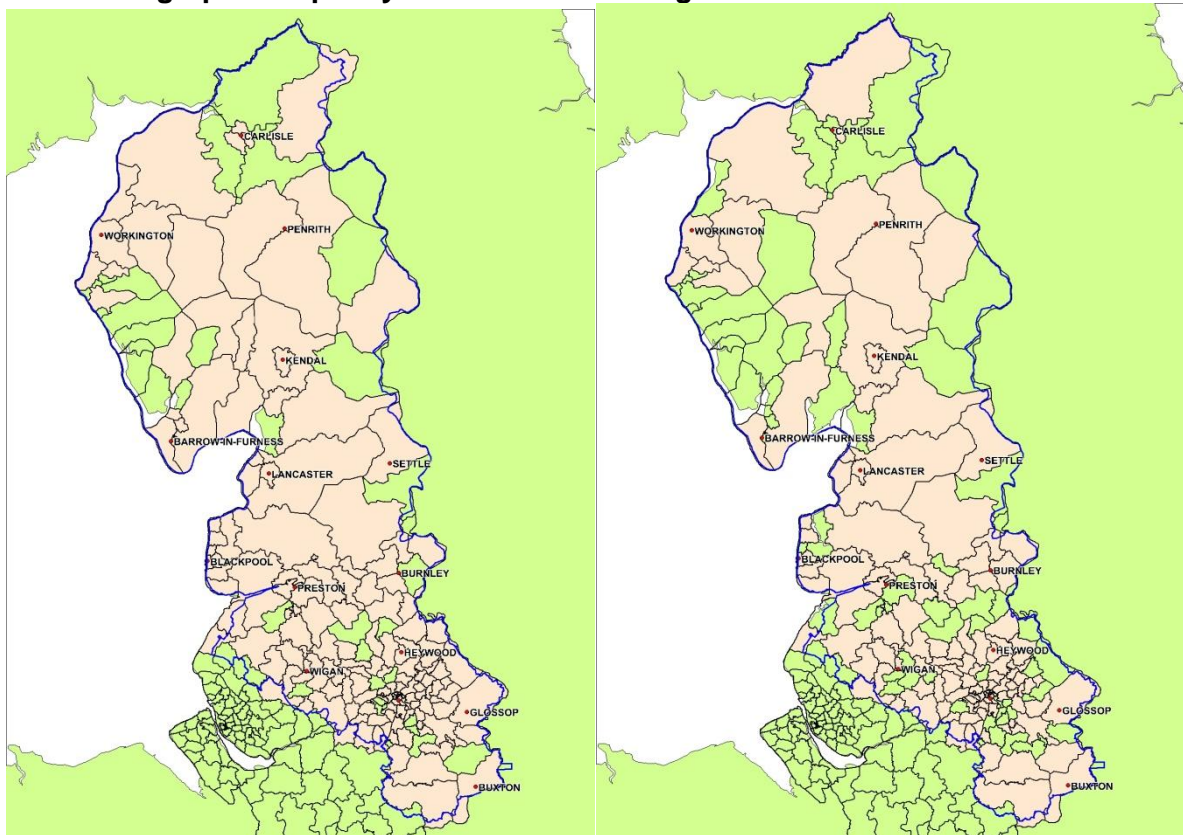 CARLISLE
PENRITH
WORKINGTON
KENDAL
BARROW-IN-FURNESS
SETTLE
LANCASTER
BLACKPOOL
BURNLEY
PRESTON
HEYWOOD
WIGAN
GLOSSOP
BUXTON
CARLISLE
PENRITH
WORKINGTON
KENDAL
BARROW-IN-FURNESS
SETTLE
LANCASTER
BLACKPOOL
BURNLEY
PRESTON
HEYWOOD
WIGAN
GLOSSOP
BUXTON